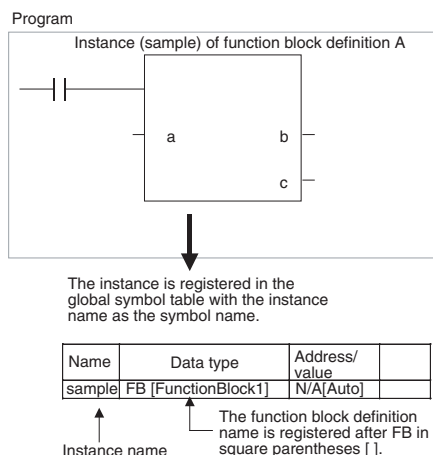 Program
Instance (sample) of function block definition A
a
b
c
The instance is registered in the
global symbol table with the instance
name as the symbol name.
Name Data type Address/
value
sample FB [FunctionBlock1] N/A[Auto]
The function block definition
name is registered after FB in
square parentheses [ ].
Instance name